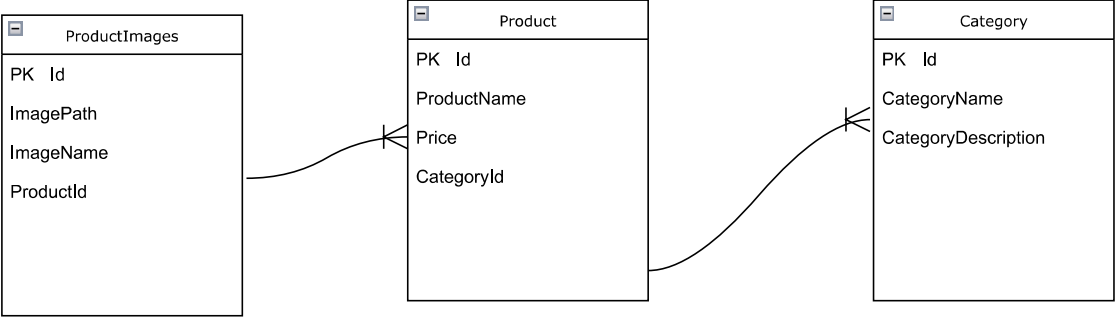 ProductImages
PK Id
ImagePath
ImageName
ProductId
Product
PK Id
ProductName
Price
CategoryId
Category
PK Id
CategoryName
CategoryDescription